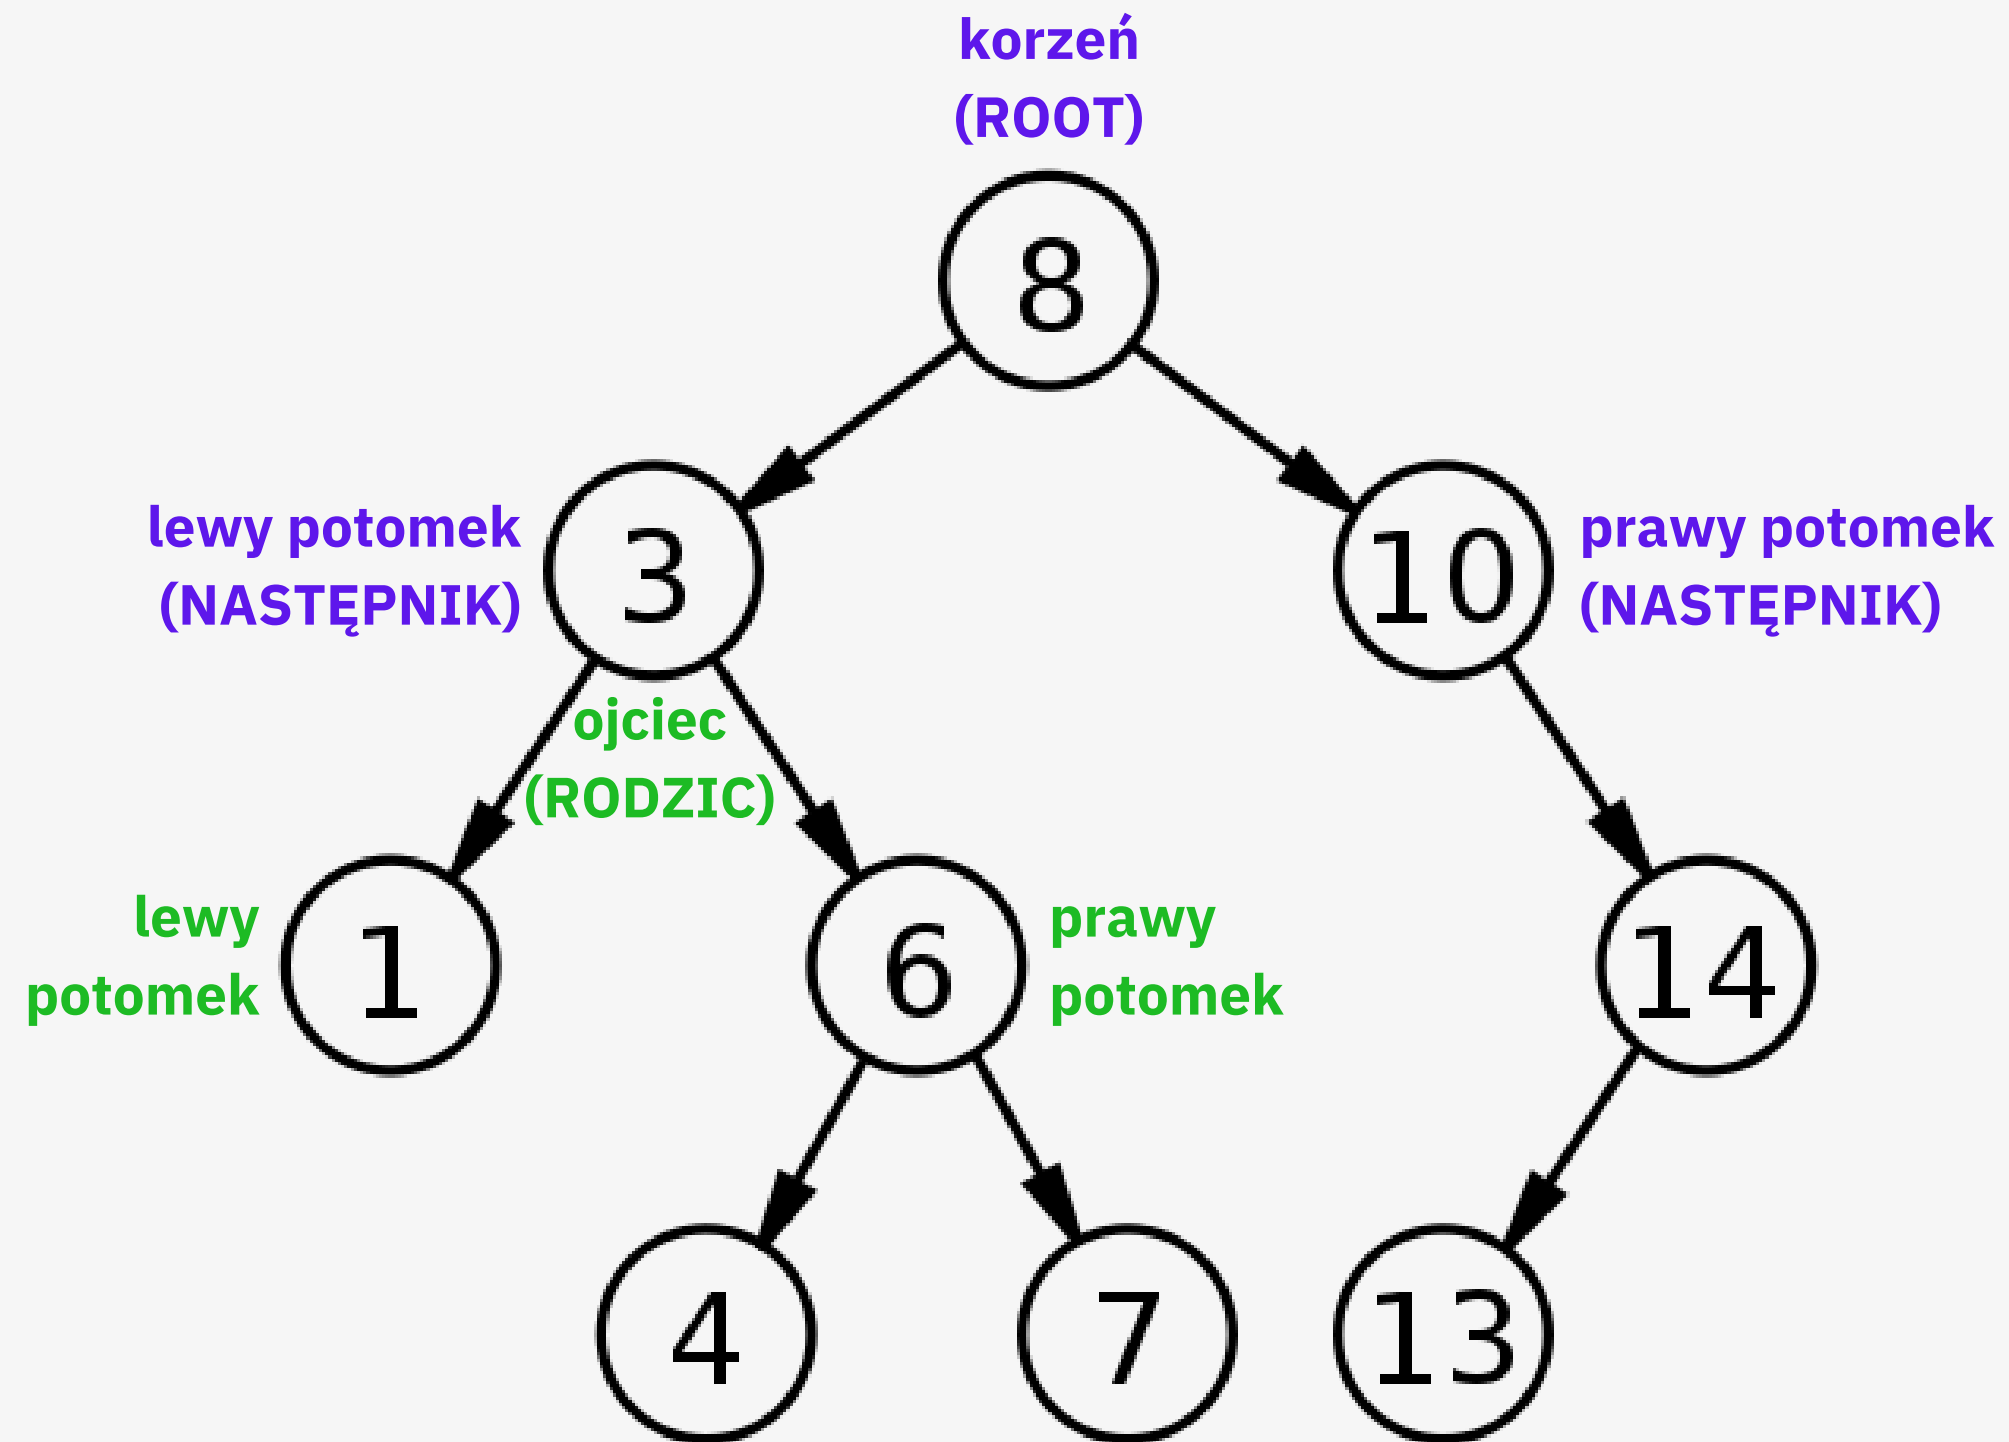 korzeń
(ROOT)
8
lewy potomek
(NASTĘPNIK)
3
10
prawy potomek
(NASTĘPNIK)
ojciec
(RODZIC)
lewy
potomek
1
6
prawy
potomek
14
4
7
13